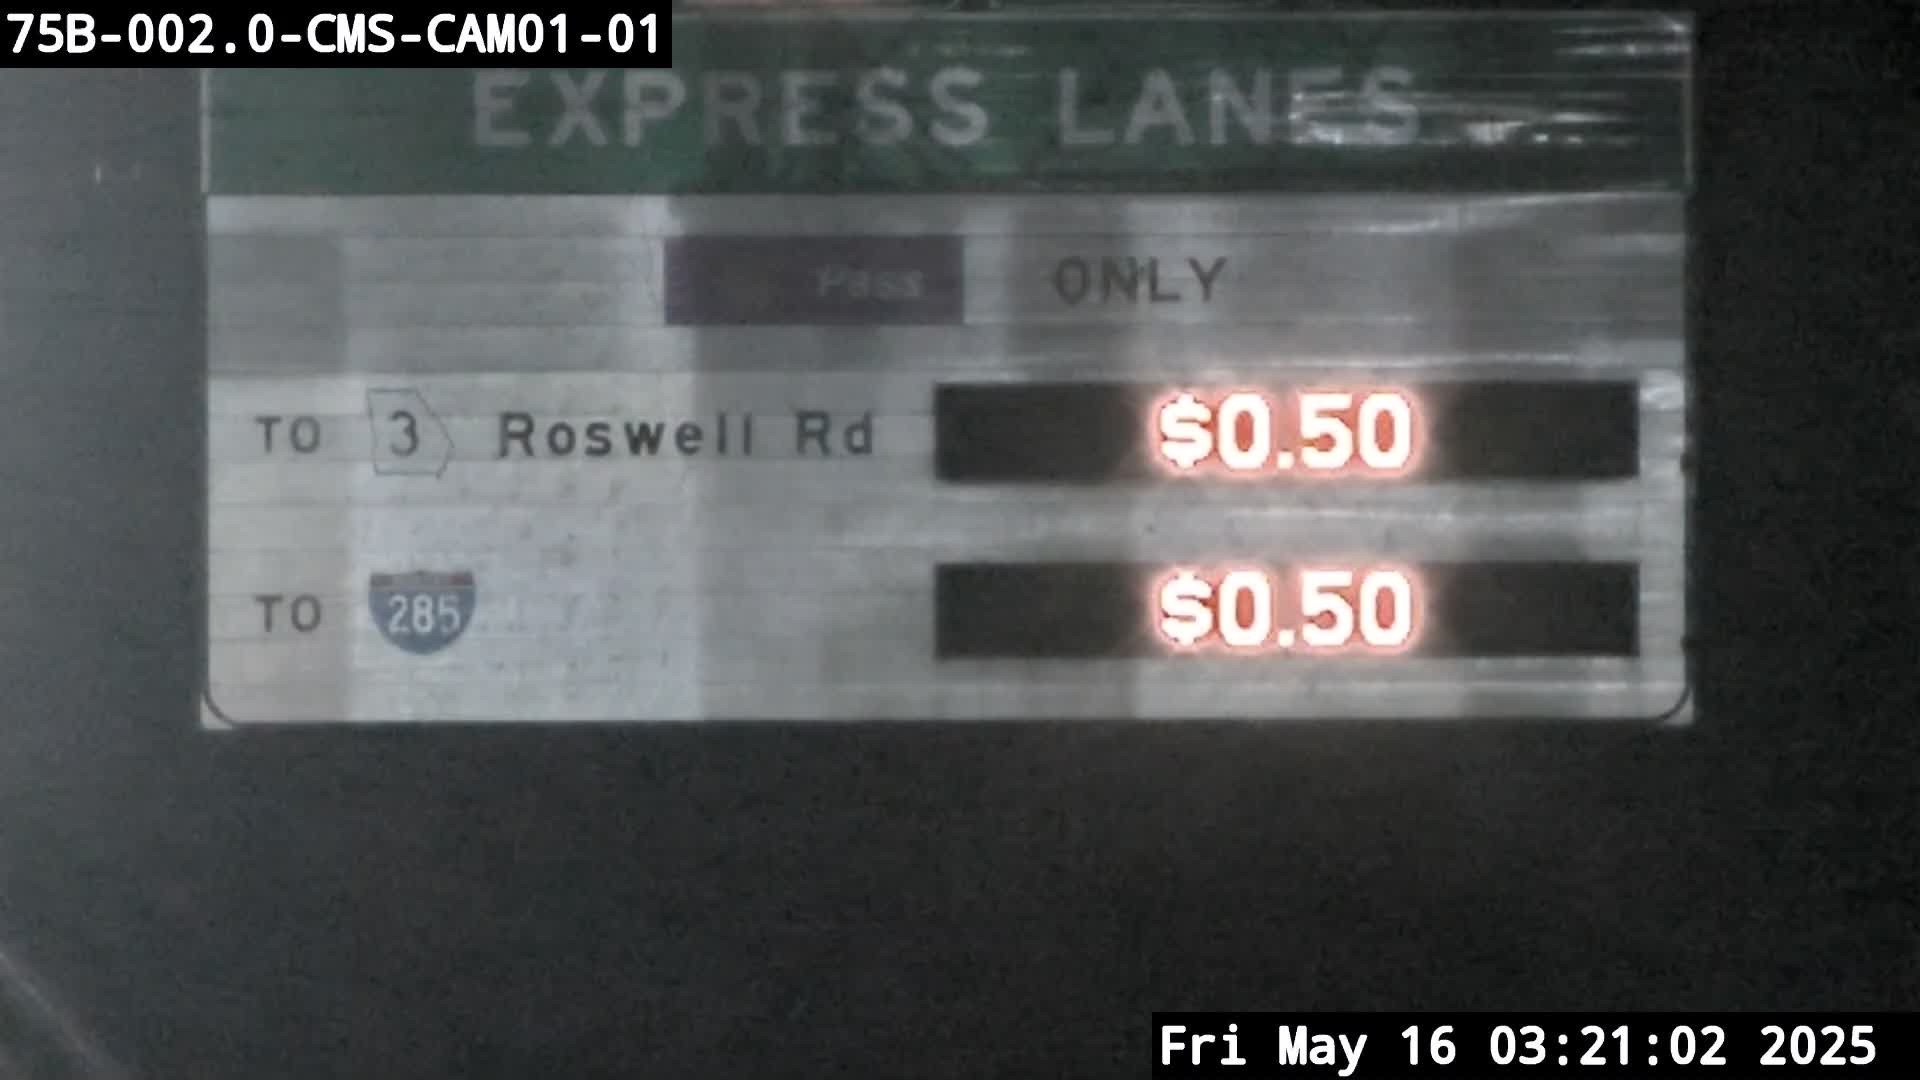 75B-002.0-CMS-CAM01-01
EXPRESS LANES
Pass ONLY
TO 3 Roswell Rd $0.50
TO 285 $0.50
Fri May 16 03:21:02 2025